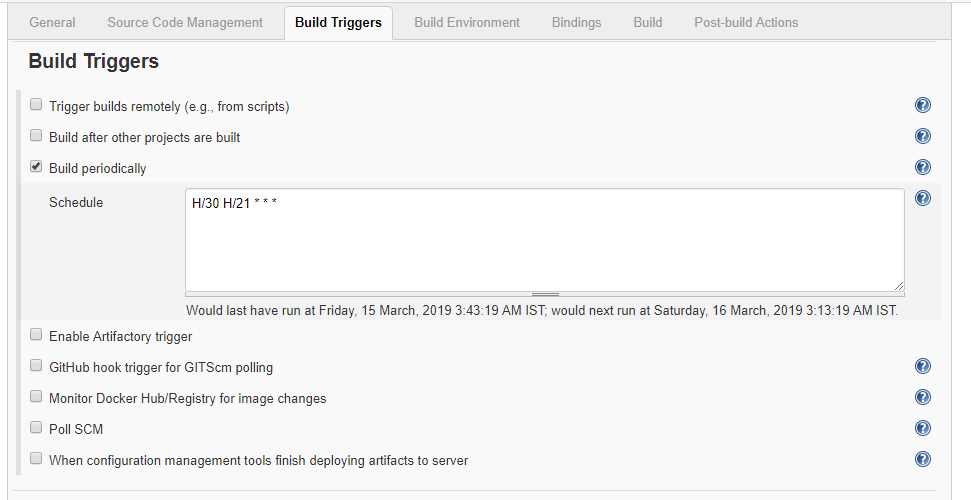 General Source Code Management Build Triggers Build Environment Bindings Build Post-build Actions
Build Triggers
Trigger builds remotely (e.g., from scripts)
Build after other projects are built
Build periodically
Schedule H/30 H/21 * * *
Would last have run at Friday, 15 March, 2019 3:43:19 AM IST; would next run at Saturday, 16 March, 2019 3:13:19 AM IST.
Enable Artifactory trigger
GitHub hook trigger for GITScm polling
Monitor Docker Hub/Registry for image changes
Poll SCM
When configuration management tools finish deploying artifacts to server